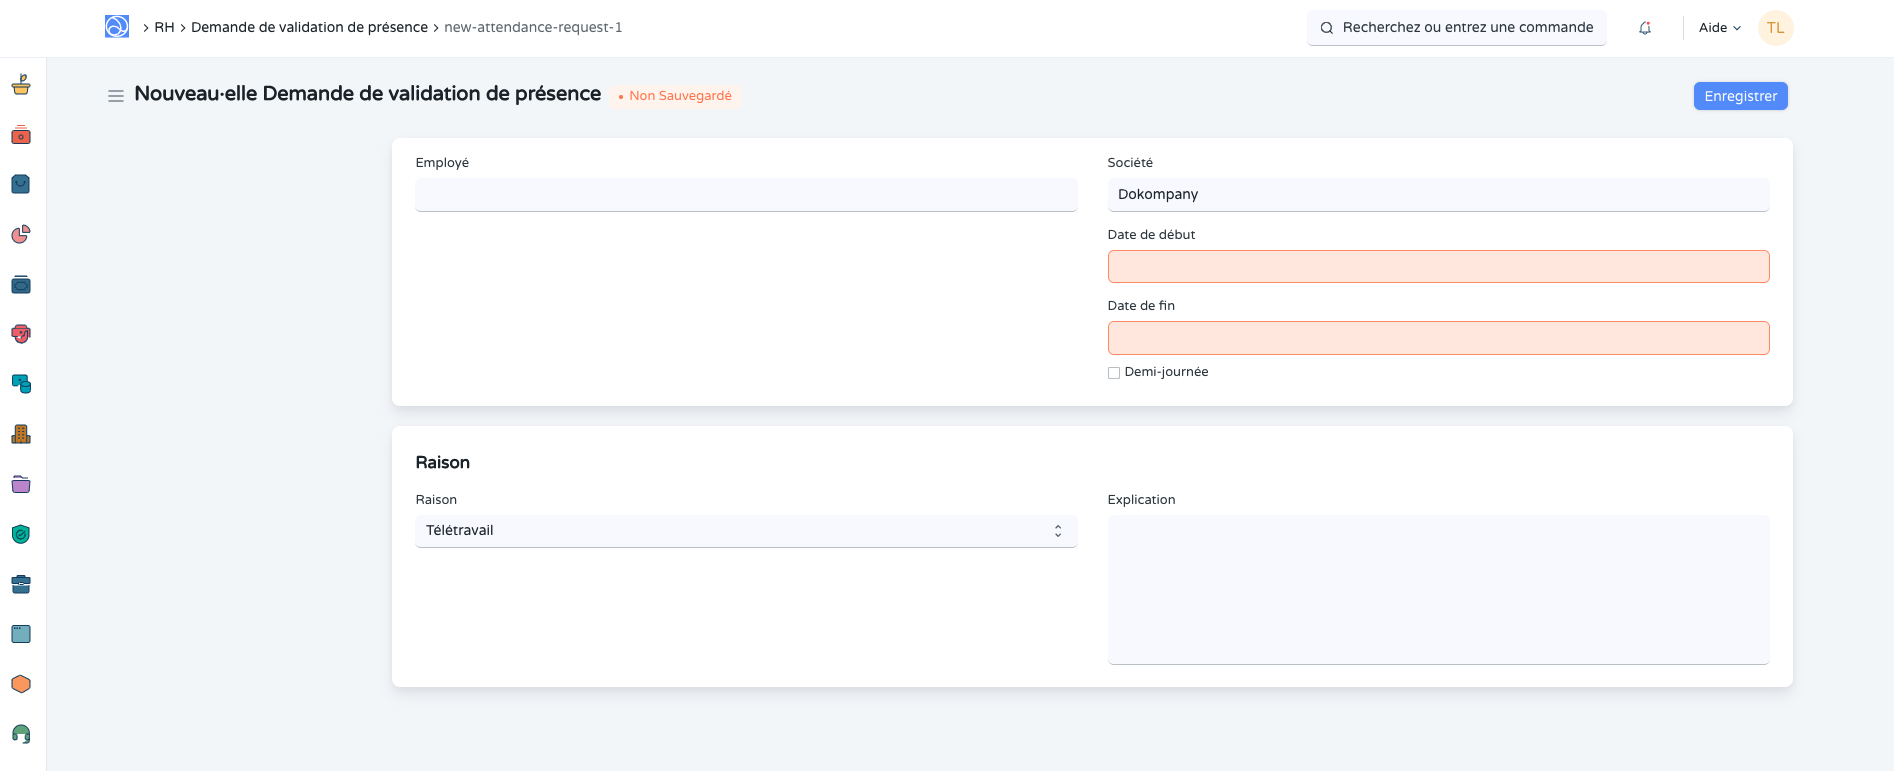 RH
Demande de validation de présence
new-attendance-request-1
Recherchez ou entrez une commande
Aide
TL
Nouveau·elle Demande de validation de présence
Non Sauvegardé
Enregistrer
Employé
Société
Dokompany
Date de début
Date de fin
Demi-journée
Raison
Raison
Télétravail
Explication